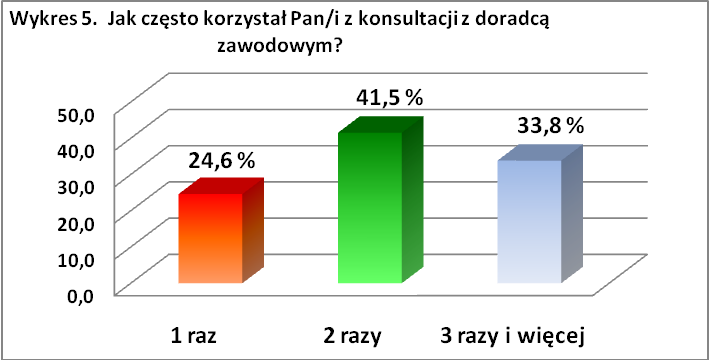 Wykres 5. Jak często korzystał Pan/i z konsultacji z doradcą
zawodowym?
50,0
40,0
30,0
20,0
10,0
0,0
24,6 %
41,5 %
33,8 %
1 raz
2 razy
3 razy i więcej